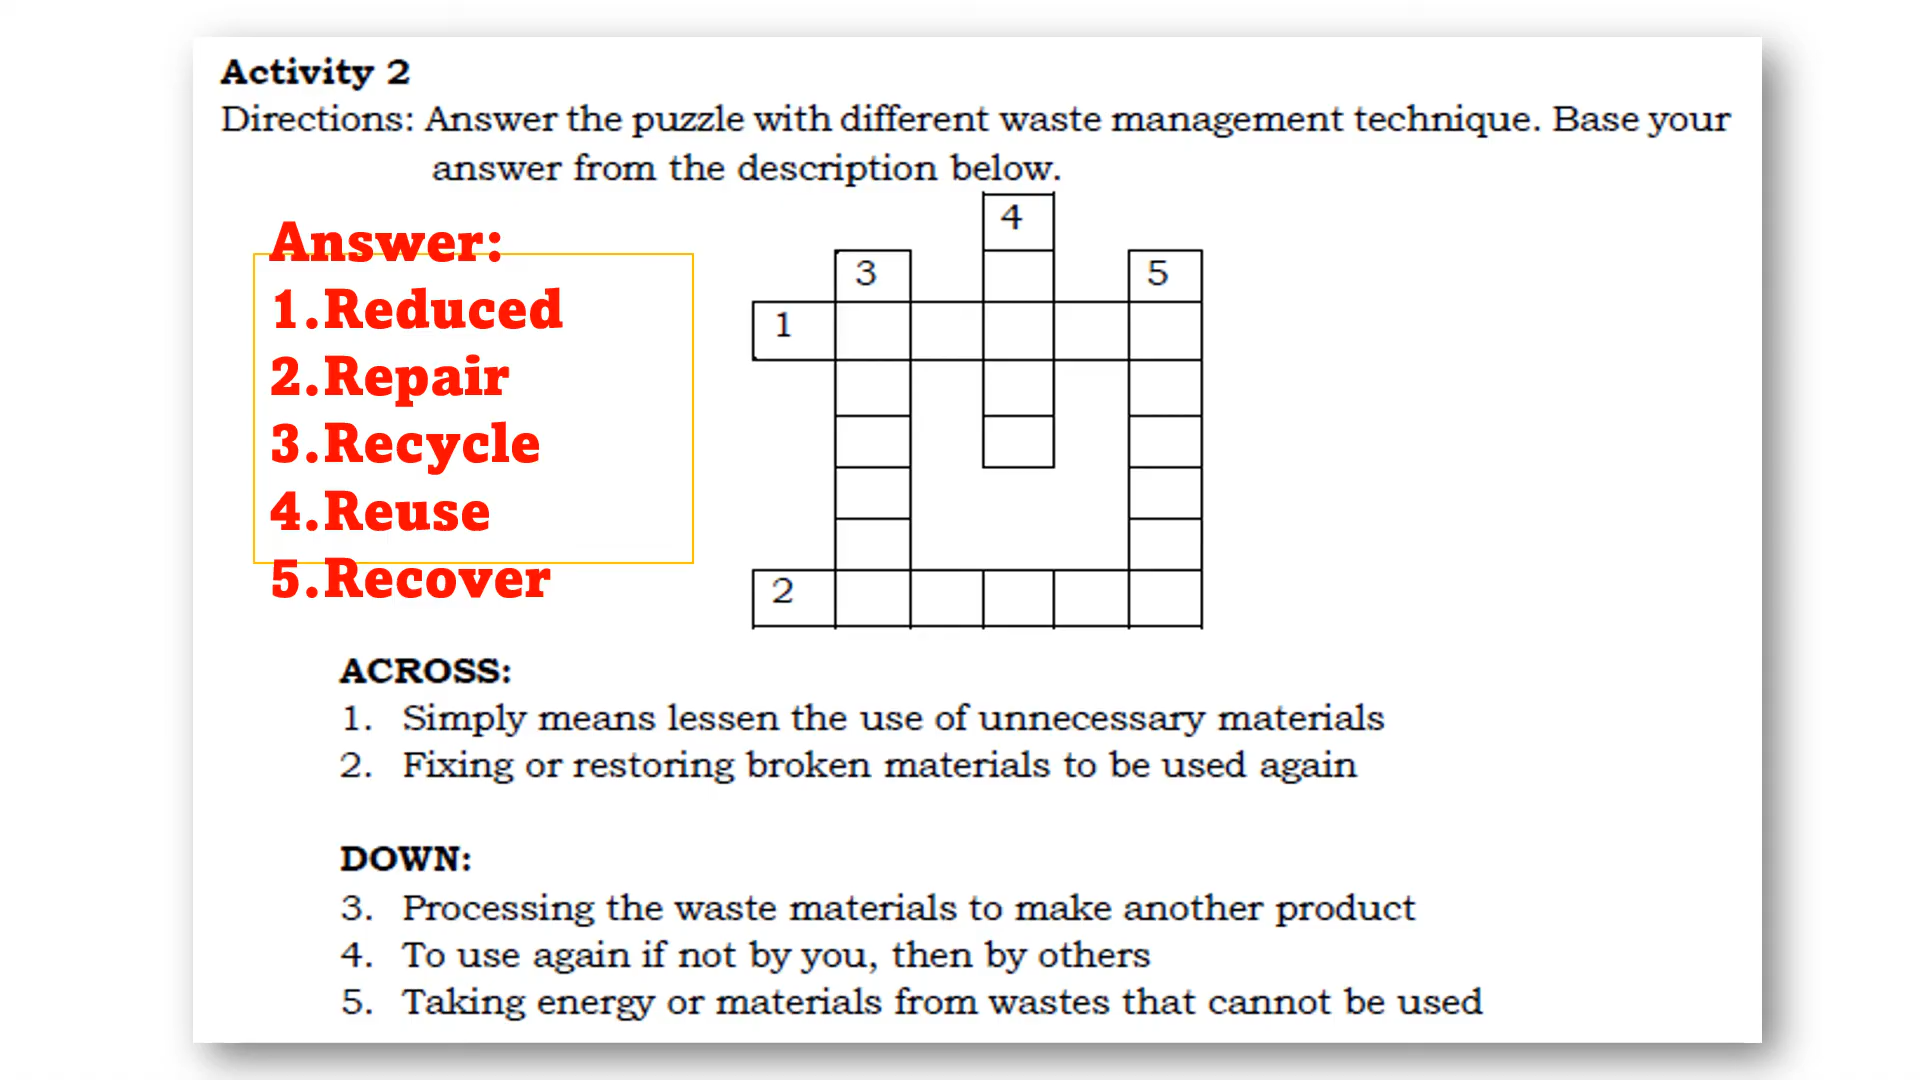 Activity 2
Directions: Answer the puzzle with different waste management technique. Base your
answer from the description below.
Answer:
1.Reduced
2.Repair
3.Recycle
4.Reuse
5.Recover
4
3
5
1
2
ACROSS:
1. Simply means lessen the use of unnecessary materials
2. Fixing or restoring broken materials to be used again
DOWN:
3. Processing the waste materials to make another product
4. To use again if not by you, then by others
5. Taking energy or materials from wastes that cannot be used